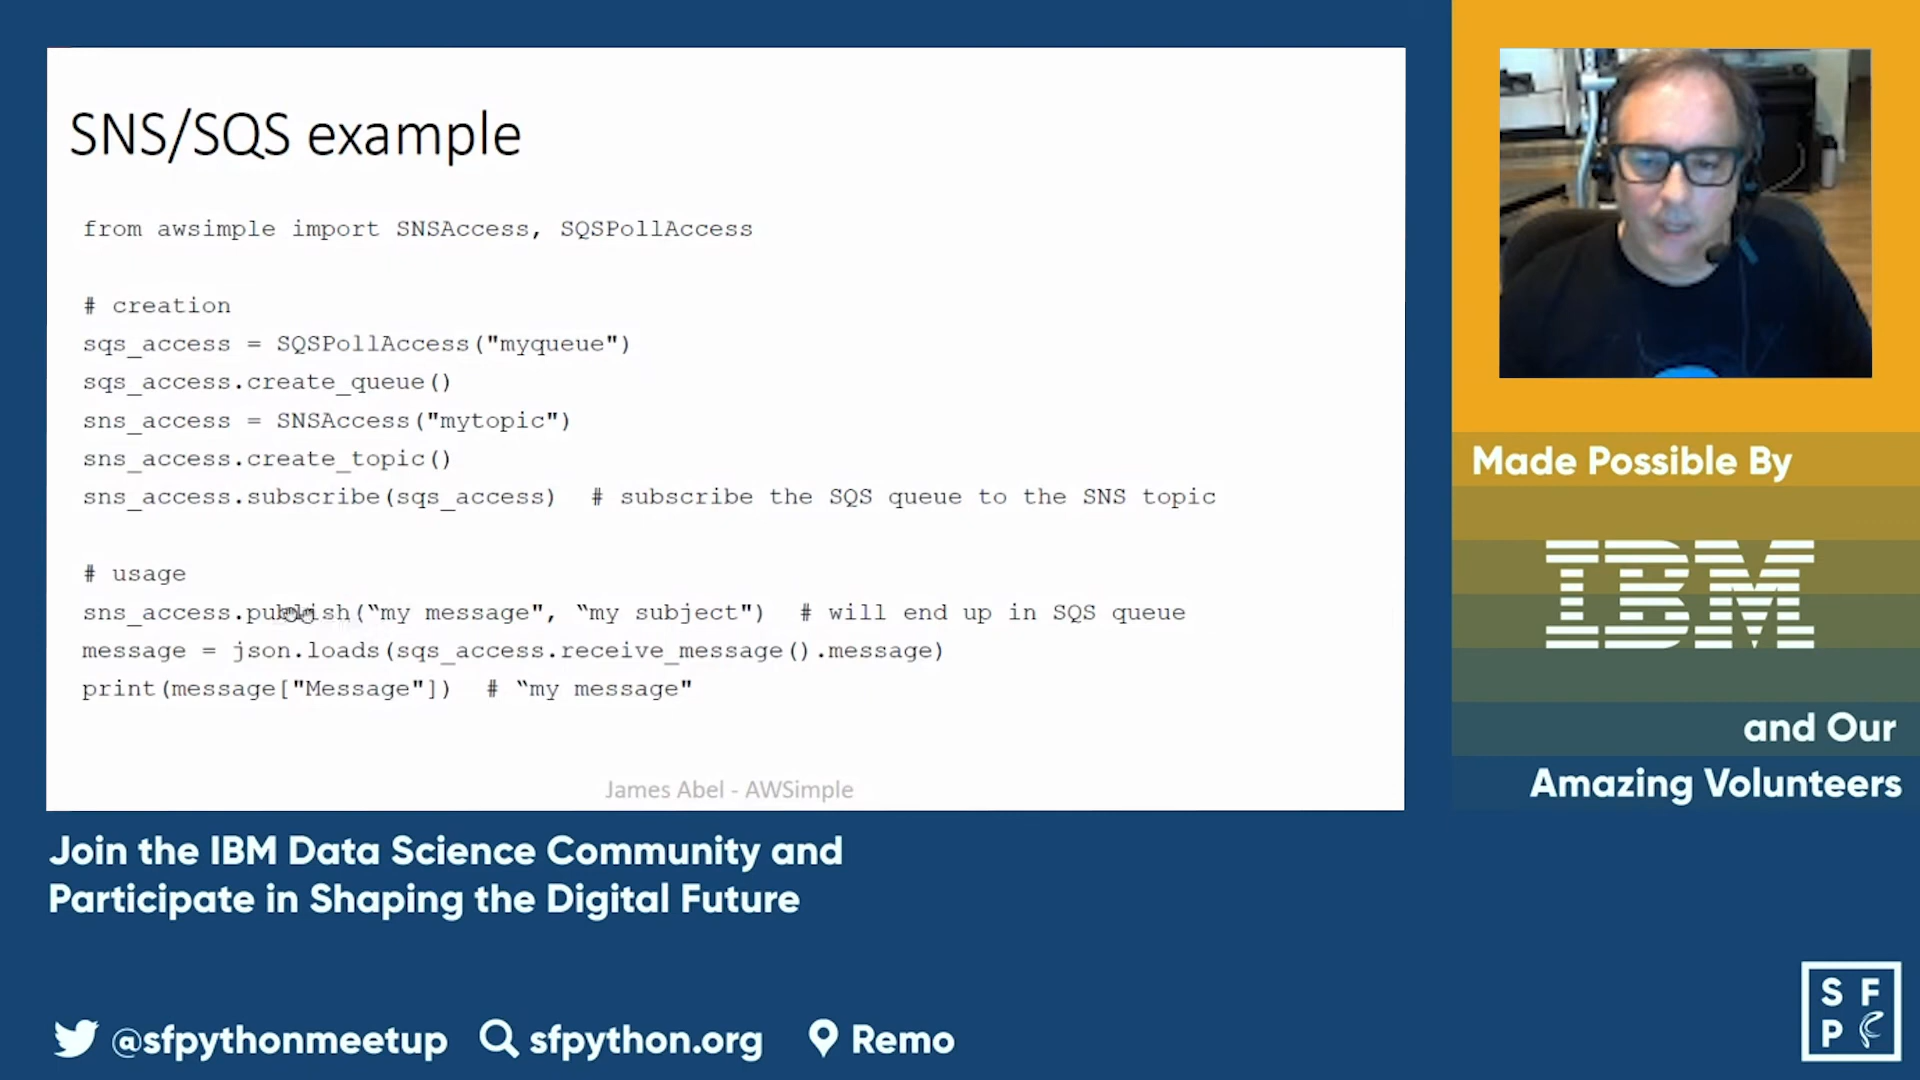 SNS/SQS example
from awsimple import SNSAccess, SQSPollAccess
# creation
sqs_access = SQSPollAccess("myqueue")
sqs_access.create_queue()
sns_access = SNSAccess("mytopic")
sns_access.create_topic()
sns_access.subscribe(sqs_access)  # subscribe the SQS queue to the SNS topic
# usage
sns_access.publish(“my message", “my subject")  # will end up in SQS queue
message = json.loads(sqs_access.receive_message().message)
print(message["Message"])  # “my message"
James Abel - AWSimple
Made Possible By
IBM
and Our
Amazing Volunteers
Join the IBM Data Science Community and
Participate in Shaping the Digital Future
@sfpythonmeetup sfpython.org Remo
S F
P